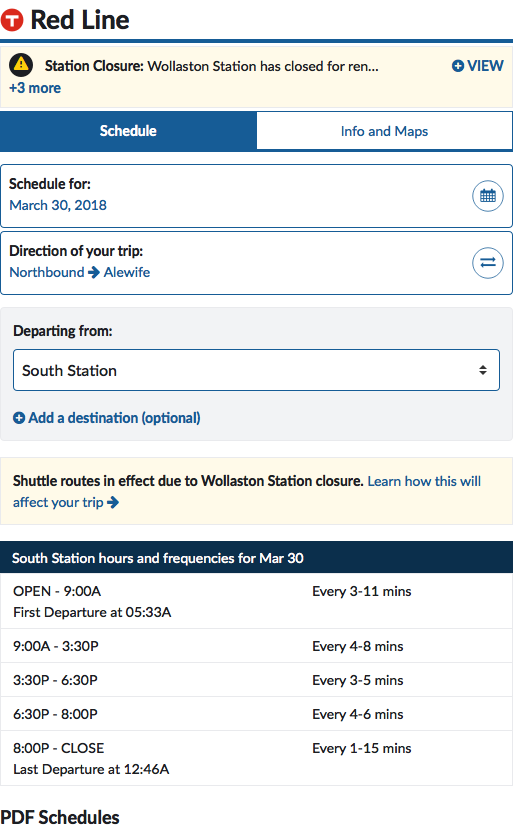 T Red Line
Station Closure: Wollaston Station has closed for ren...
VIEW
+3 more
Schedule
Info and Maps
Schedule for:
March 30, 2018
Direction of your trip:
Northbound → Alewife
Departing from:
South Station
Add a destination (optional)
Shuttle routes in effect due to Wollaston Station closure. Learn how this will
affect your trip →
South Station hours and frequencies for Mar 30
OPEN - 9:00A Every 3-11 mins
First Departure at 05:33A
9:00A - 3:30P Every 4-8 mins
3:30P - 6:30P Every 3-5 mins
6:30P - 8:00P Every 4-6 mins
8:00P - CLOSE Every 1-15 mins
Last Departure at 12:46A
PDF Schedules